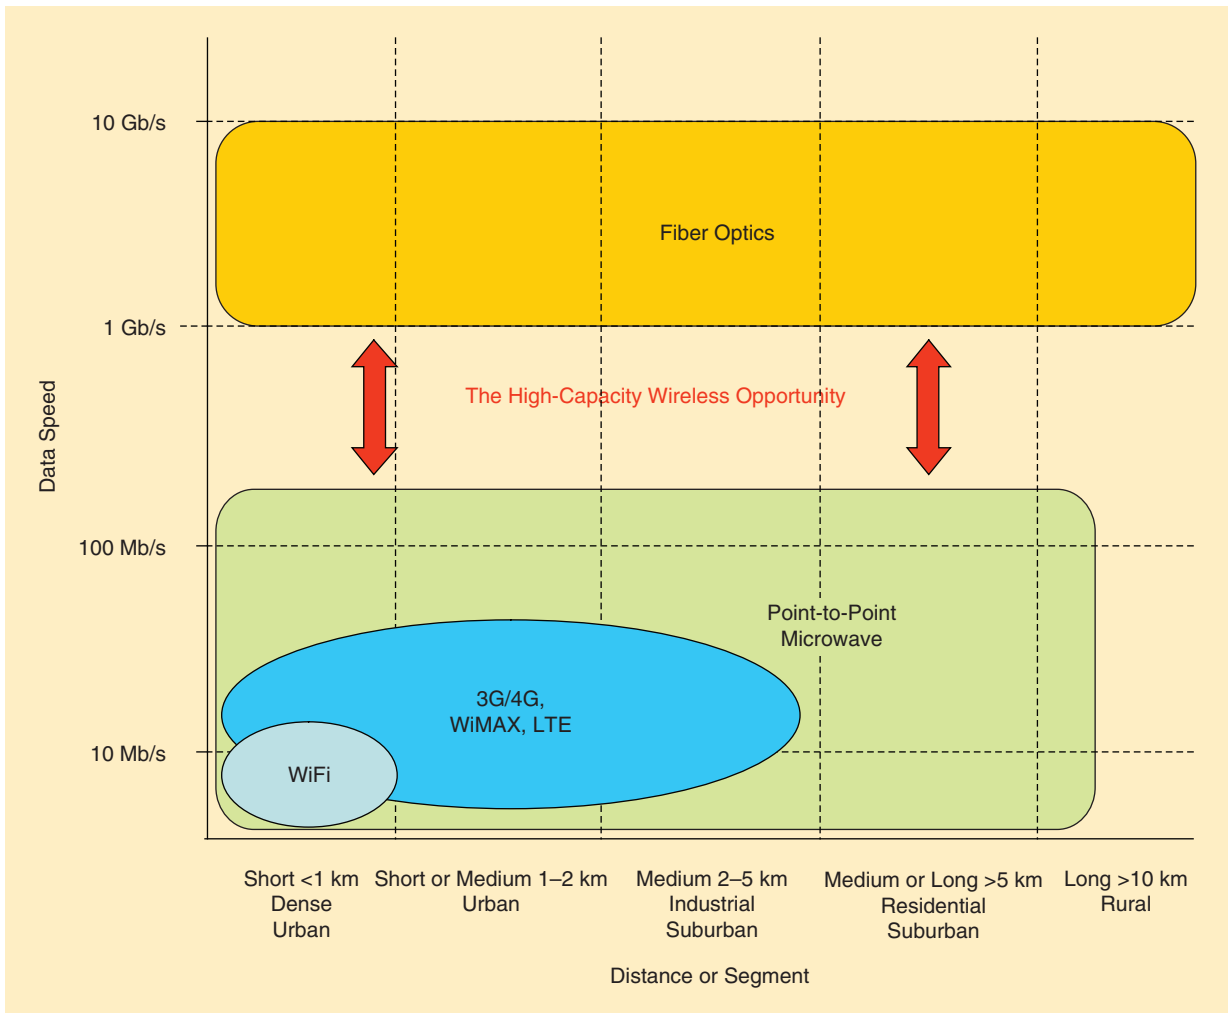 10 Gb/s
Fiber Optics
1 Gb/s
The High-Capacity Wireless Opportunity
Data Speed
100 Mb/s
Point-to-Point
Microwave
3G/4G,
WiMAX, LTE
10 Mb/s
WiFi
Short <1 km
Dense
Urban
Short or Medium 1–2 km
Urban
Medium 2–5 km
Industrial
Suburban
Medium or Long >5 km
Residential
Suburban
Long >10 km
Rural
Distance or Segment